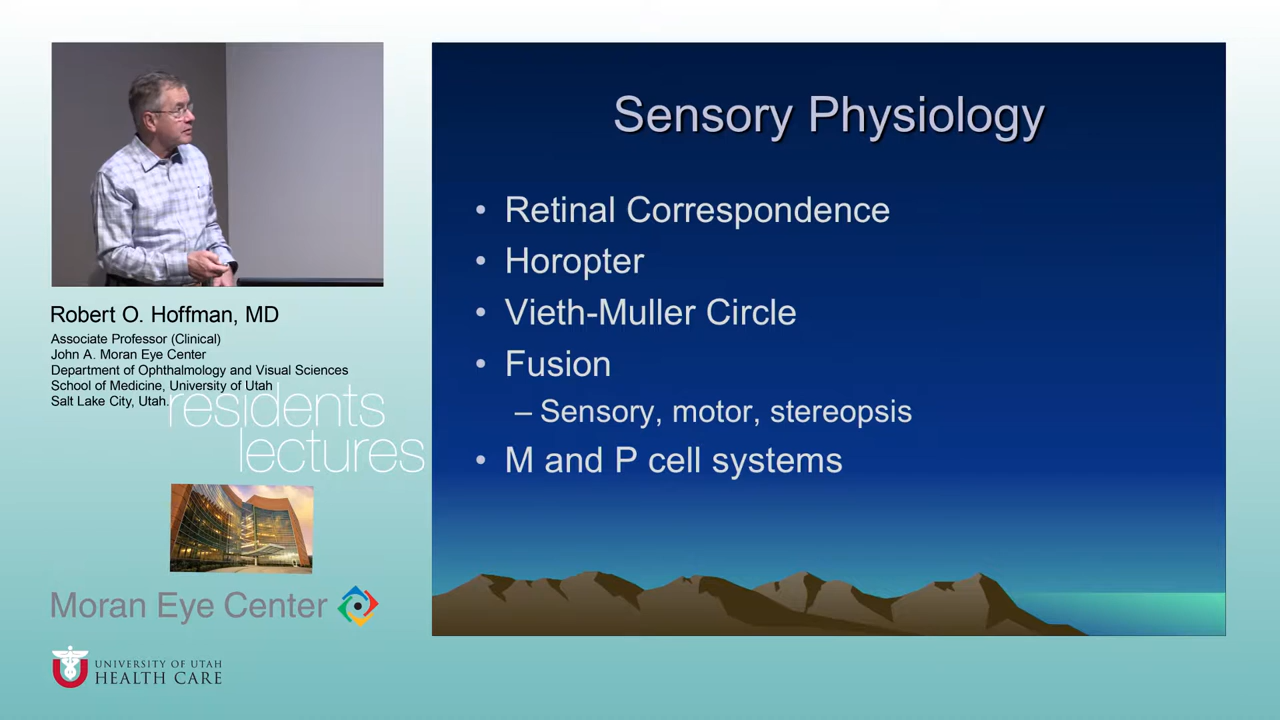 Robert O. Hoffman, MD
Associate Professor (Clinical)
John A. Moran Eye Center
Department of Ophthalmology and Visual Sciences
School of Medicine, University of Utah
Salt Lake City, Utah.
residents
lectures
Moran Eye Center
UNIVERSITY OF UTAH
HEALTH CARE
Sensory Physiology
• Retinal Correspondence
• Horopter
• Vieth-Muller Circle
• Fusion
– Sensory, motor, stereopsis
• M and P cell systems